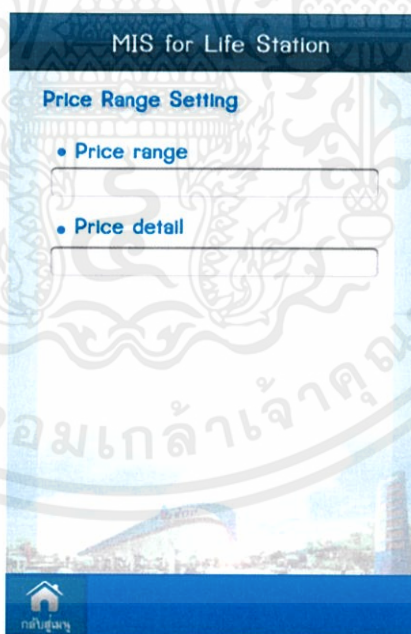 MIS for Life Station
Price Range Setting
• Price range
• Price detail
กลับสู่เมนู